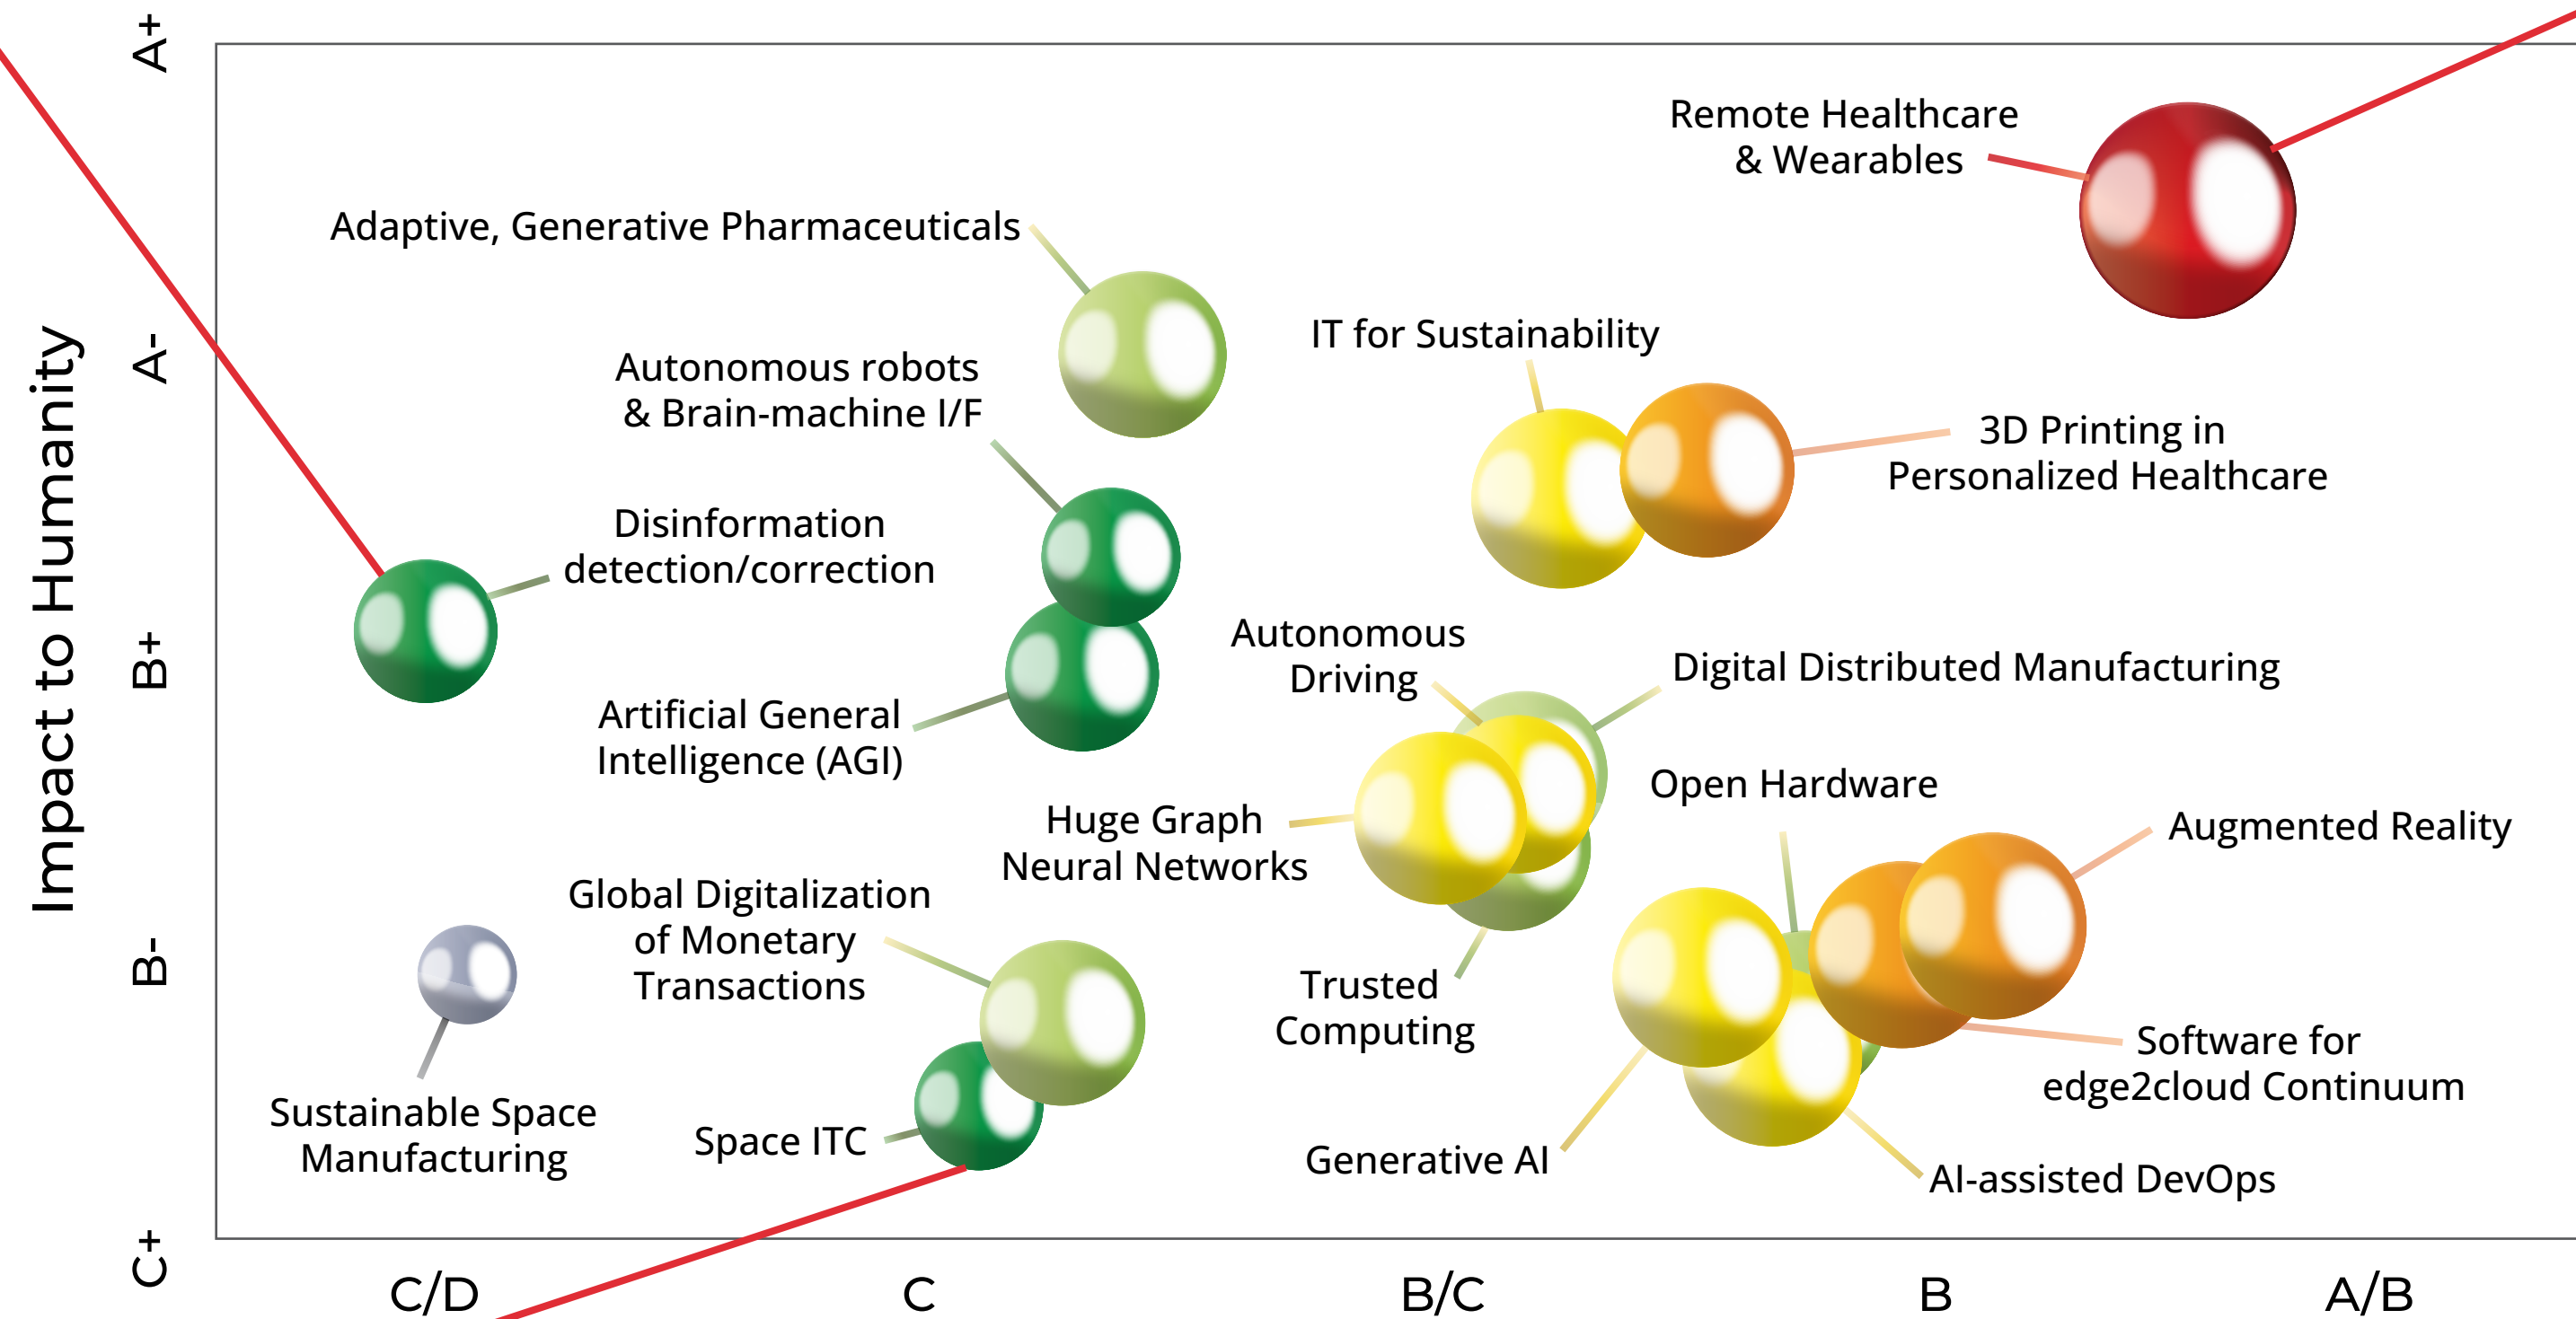 A+
A-
B+
B-
C+
Impact to Humanity
Remote Healthcare
& Wearables
Adaptive, Generative Pharmaceuticals
IT for Sustainability
Autonomous robots
& Brain-machine I/F
3D Printing in
Personalized Healthcare
Disinformation
detection/correction
Autonomous
Driving
Digital Distributed Manufacturing
Artificial General
Intelligence (AGI)
Open Hardware
Huge Graph
Neural Networks
Augmented Reality
Global Digitalization
of Monetary
Transactions
Trusted
Computing
Software for
edge2cloud Continuum
Sustainable Space
Manufacturing
Space ITC
Generative AI
AI-assisted DevOps
C/D
C
B/C
B
A/B